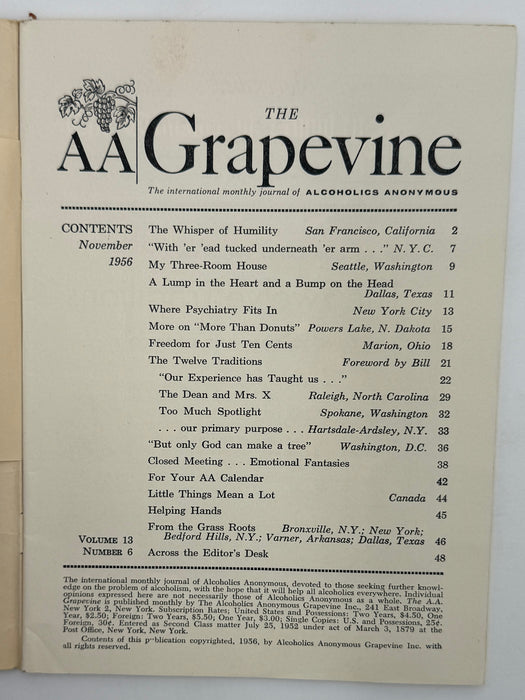 THE
AA Grapevine
The international monthly journal of ALCOHOLICS ANONYMOUS
CONTENTS
November
1956
The Whisper of Humility San Francisco, California 2
"With 'er 'ead tucked underneath 'er arm . . ." N. Y. C. 7
My Three-Room House Seattle, Washington 9
A Lump in the Heart and a Bump on the Head
Dallas, Texas 11
Where Psychiatry Fits In New York City 13
More on "More Than Donuts" Powers Lake, N. Dakota 15
Freedom for Just Ten Cents Marion, Ohio 18
The Twelve Traditions Foreword by Bill 21
"Our Experience has Taught us . . ." 22
The Dean and Mrs. X Raleigh, North Carolina 29
Too Much Spotlight Spokane, Washington 32
. . . our primary purpose . . . Hartsdale-Ardsley, N.Y. 33
"But only God can make a tree" Washington, D.C. 36
Closed Meeting . . . Emotional Fantasies 38
For Your AA Calendar 42
Little Things Mean a Lot Canada 44
Helping Hands 45
From the Grass Roots Bronxville, N.Y.; New York;
Bedford Hills, N.Y.; Varner, Arkansas; Dallas, Texas 46
Across the Editor's Desk 48
VOLUME 13
NUMBER 6
The international monthly journal of Alcoholics Anonymous, devoted to those seeking further knowl-
edge on the problem of alcoholism, with the hope that it will help all alcoholics everywhere. Individual
opinions expressed here are not necessarily those of Alcoholics Anonymous as a whole. The A.A.
Grapevine is published monthly by The Alcoholics Anonymous Grapevine Inc., 241 East Broadway,
New York 2, New York. Subscription Rates; United States and Possessions: Two Years, $4.50, One
Year, $2.50; Foreign: Two Years, $5.50; One Year, $3.00; Single Copies: U.S. and Possessions, 25¢.
Foreign, 30¢. Entered as Second Class matter July 25, 1952 under act of March 3, 1879 at the
Post Office, New York, New York.
Contents of this publication copyrighted, 1956, by Alcoholics Anonymous Grapevine Inc. with
all rights reserved.